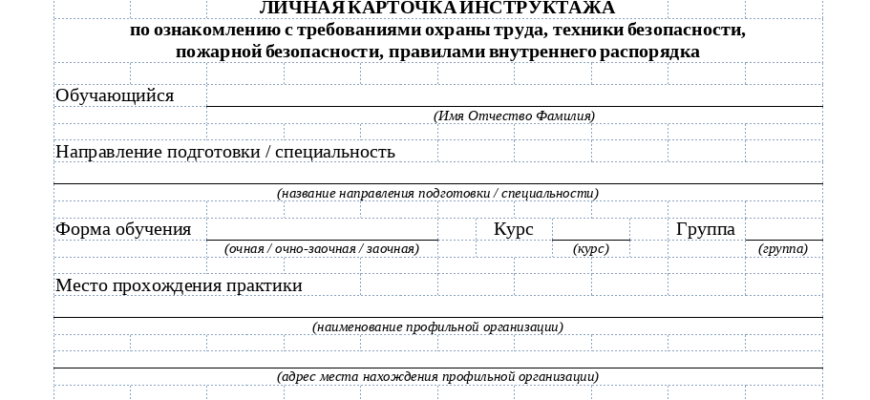 ЛИЧНАЯ КАРТОЧКА ИНСТРУКТАЖА
по ознакомлению с требованиями охраны труда, техники безопасности,
пожарной безопасности, правилами внутреннего распорядка
Обучающийся
(Имя Отчество Фамилия)
Направление подготовки / специальность
(название направления подготовки / специальности)
Форма обучения Курс Группа
(очная / очно-заочная / заочная) (курс) (группа)
Место прохождения практики
(наименование профильной организации)
(адрес места нахождения профильной организации)